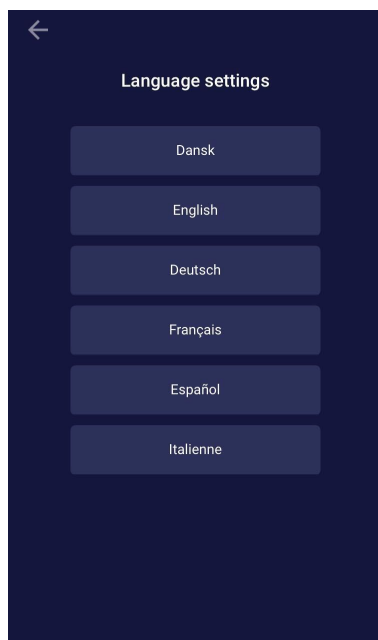 Language settings
Dansk
English
Deutsch
Français
Español
Italienne